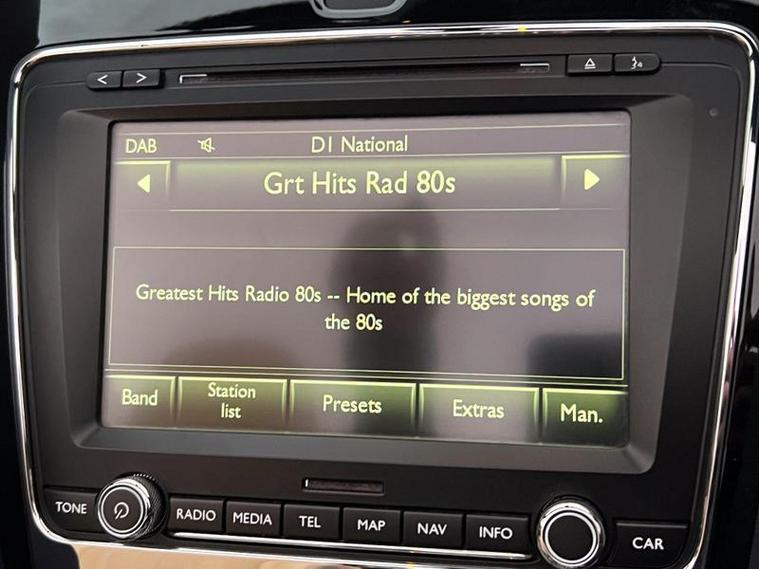 DAB D1 National
Grt Hits Rad 80s
Greatest Hits Radio 80s -- Home of the biggest songs of
the 80s
Band Station list Presets Extras Man.
TONE RADIO MEDIA TEL MAP NAV INFO CAR